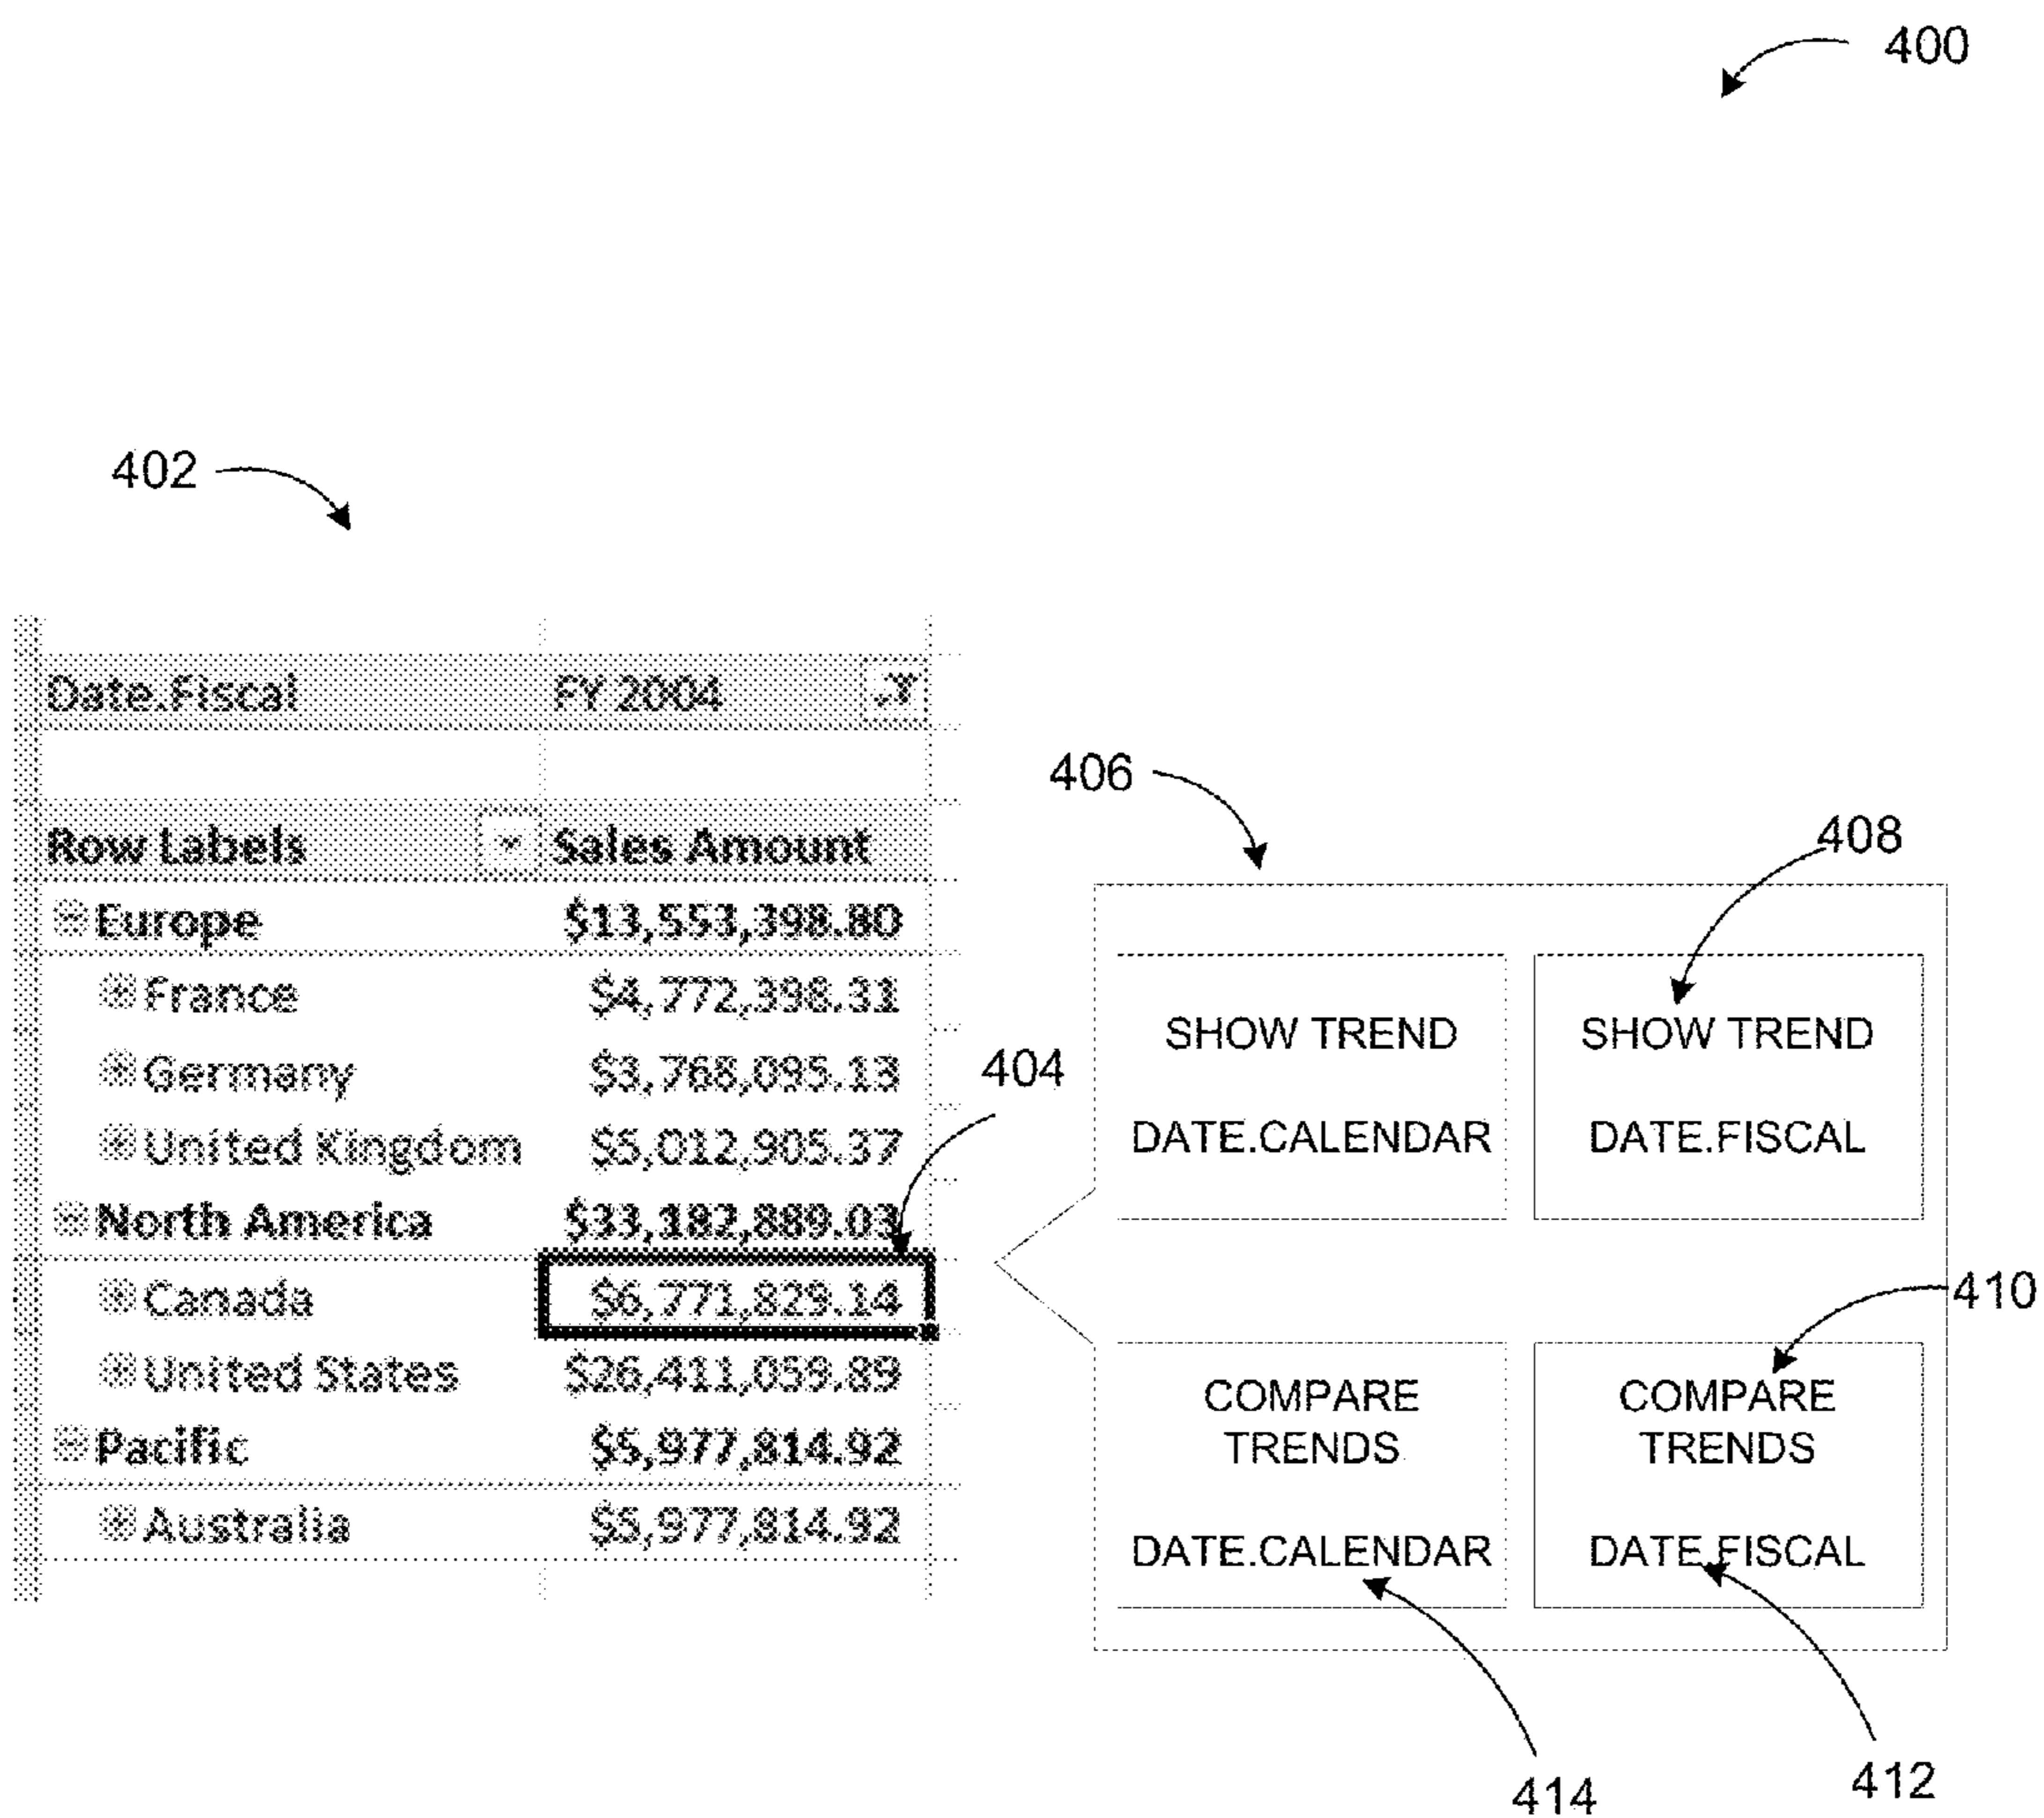 400
402
Date.Fiscal FY 2004
406
Row Labels Sales Amount
408
Europe $13,553,398.80
France $4,772,398.31
SHOW TREND SHOW TREND
Germany $3,768,095.13
404
DATE.CALENDAR DATE.FISCAL
United Kingdom $5,012,905.37
North America $33,182,889.03
Canada $6,771,829.14
410
United States $26,411,059.89
COMPARE COMPARE
TRENDS TRENDS
Pacific $5,977,814.92
Australia $5,977,814.92
DATE.CALENDAR DATE.FISCAL
412
414